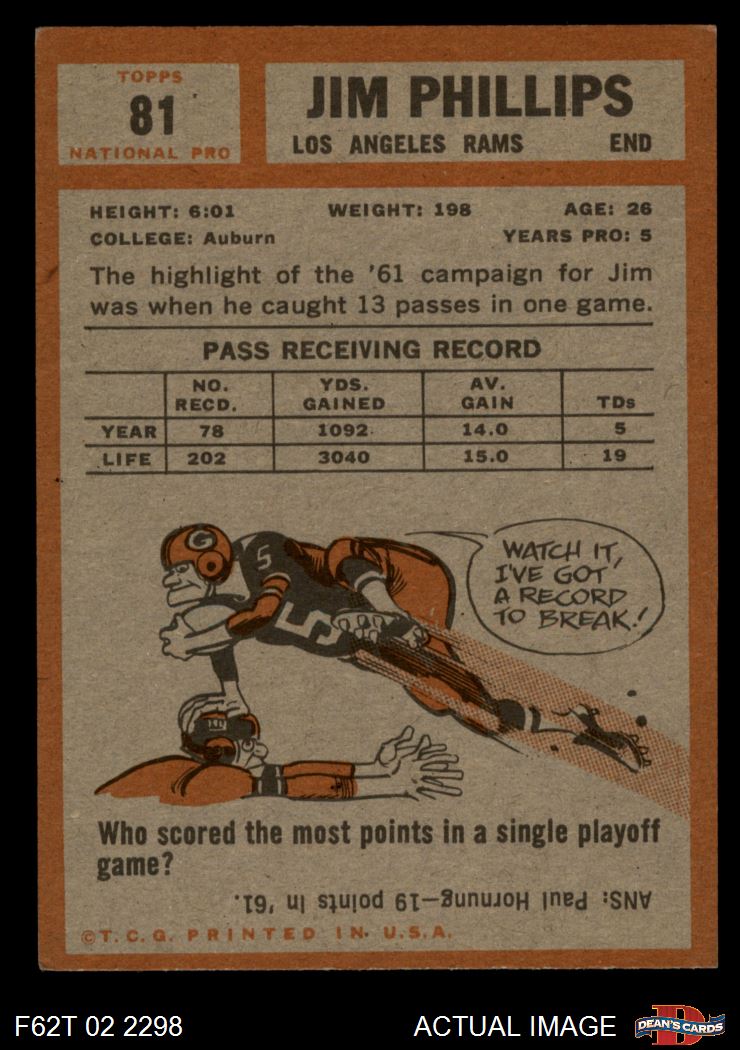 TOPPS
81
NATIONAL PRO
JIM PHILLIPS
LOS ANGELES RAMS END
HEIGHT: 6:01 WEIGHT: 198 AGE: 26
COLLEGE: Auburn YEARS PRO: 5
The highlight of the '61 campaign for Jim
was when he caught 13 passes in one game.
PASS RECEIVING RECORD
NO. RECD. YDS. GAINED AV. GAIN TDs
YEAR 78 1092 14.0 5
LIFE 202 3040 15.0 19
G
5
5
WATCH IT,
I'VE GOT
A RECORD
TO BREAK!
Who scored the most points in a single playoff
game?
ANS: Paul Hornung—19 points in '61.
©T.C.G. PRINTED IN U.S.A.
F62T 02 2298 ACTUAL IMAGE
D
DEAN'S CARDS